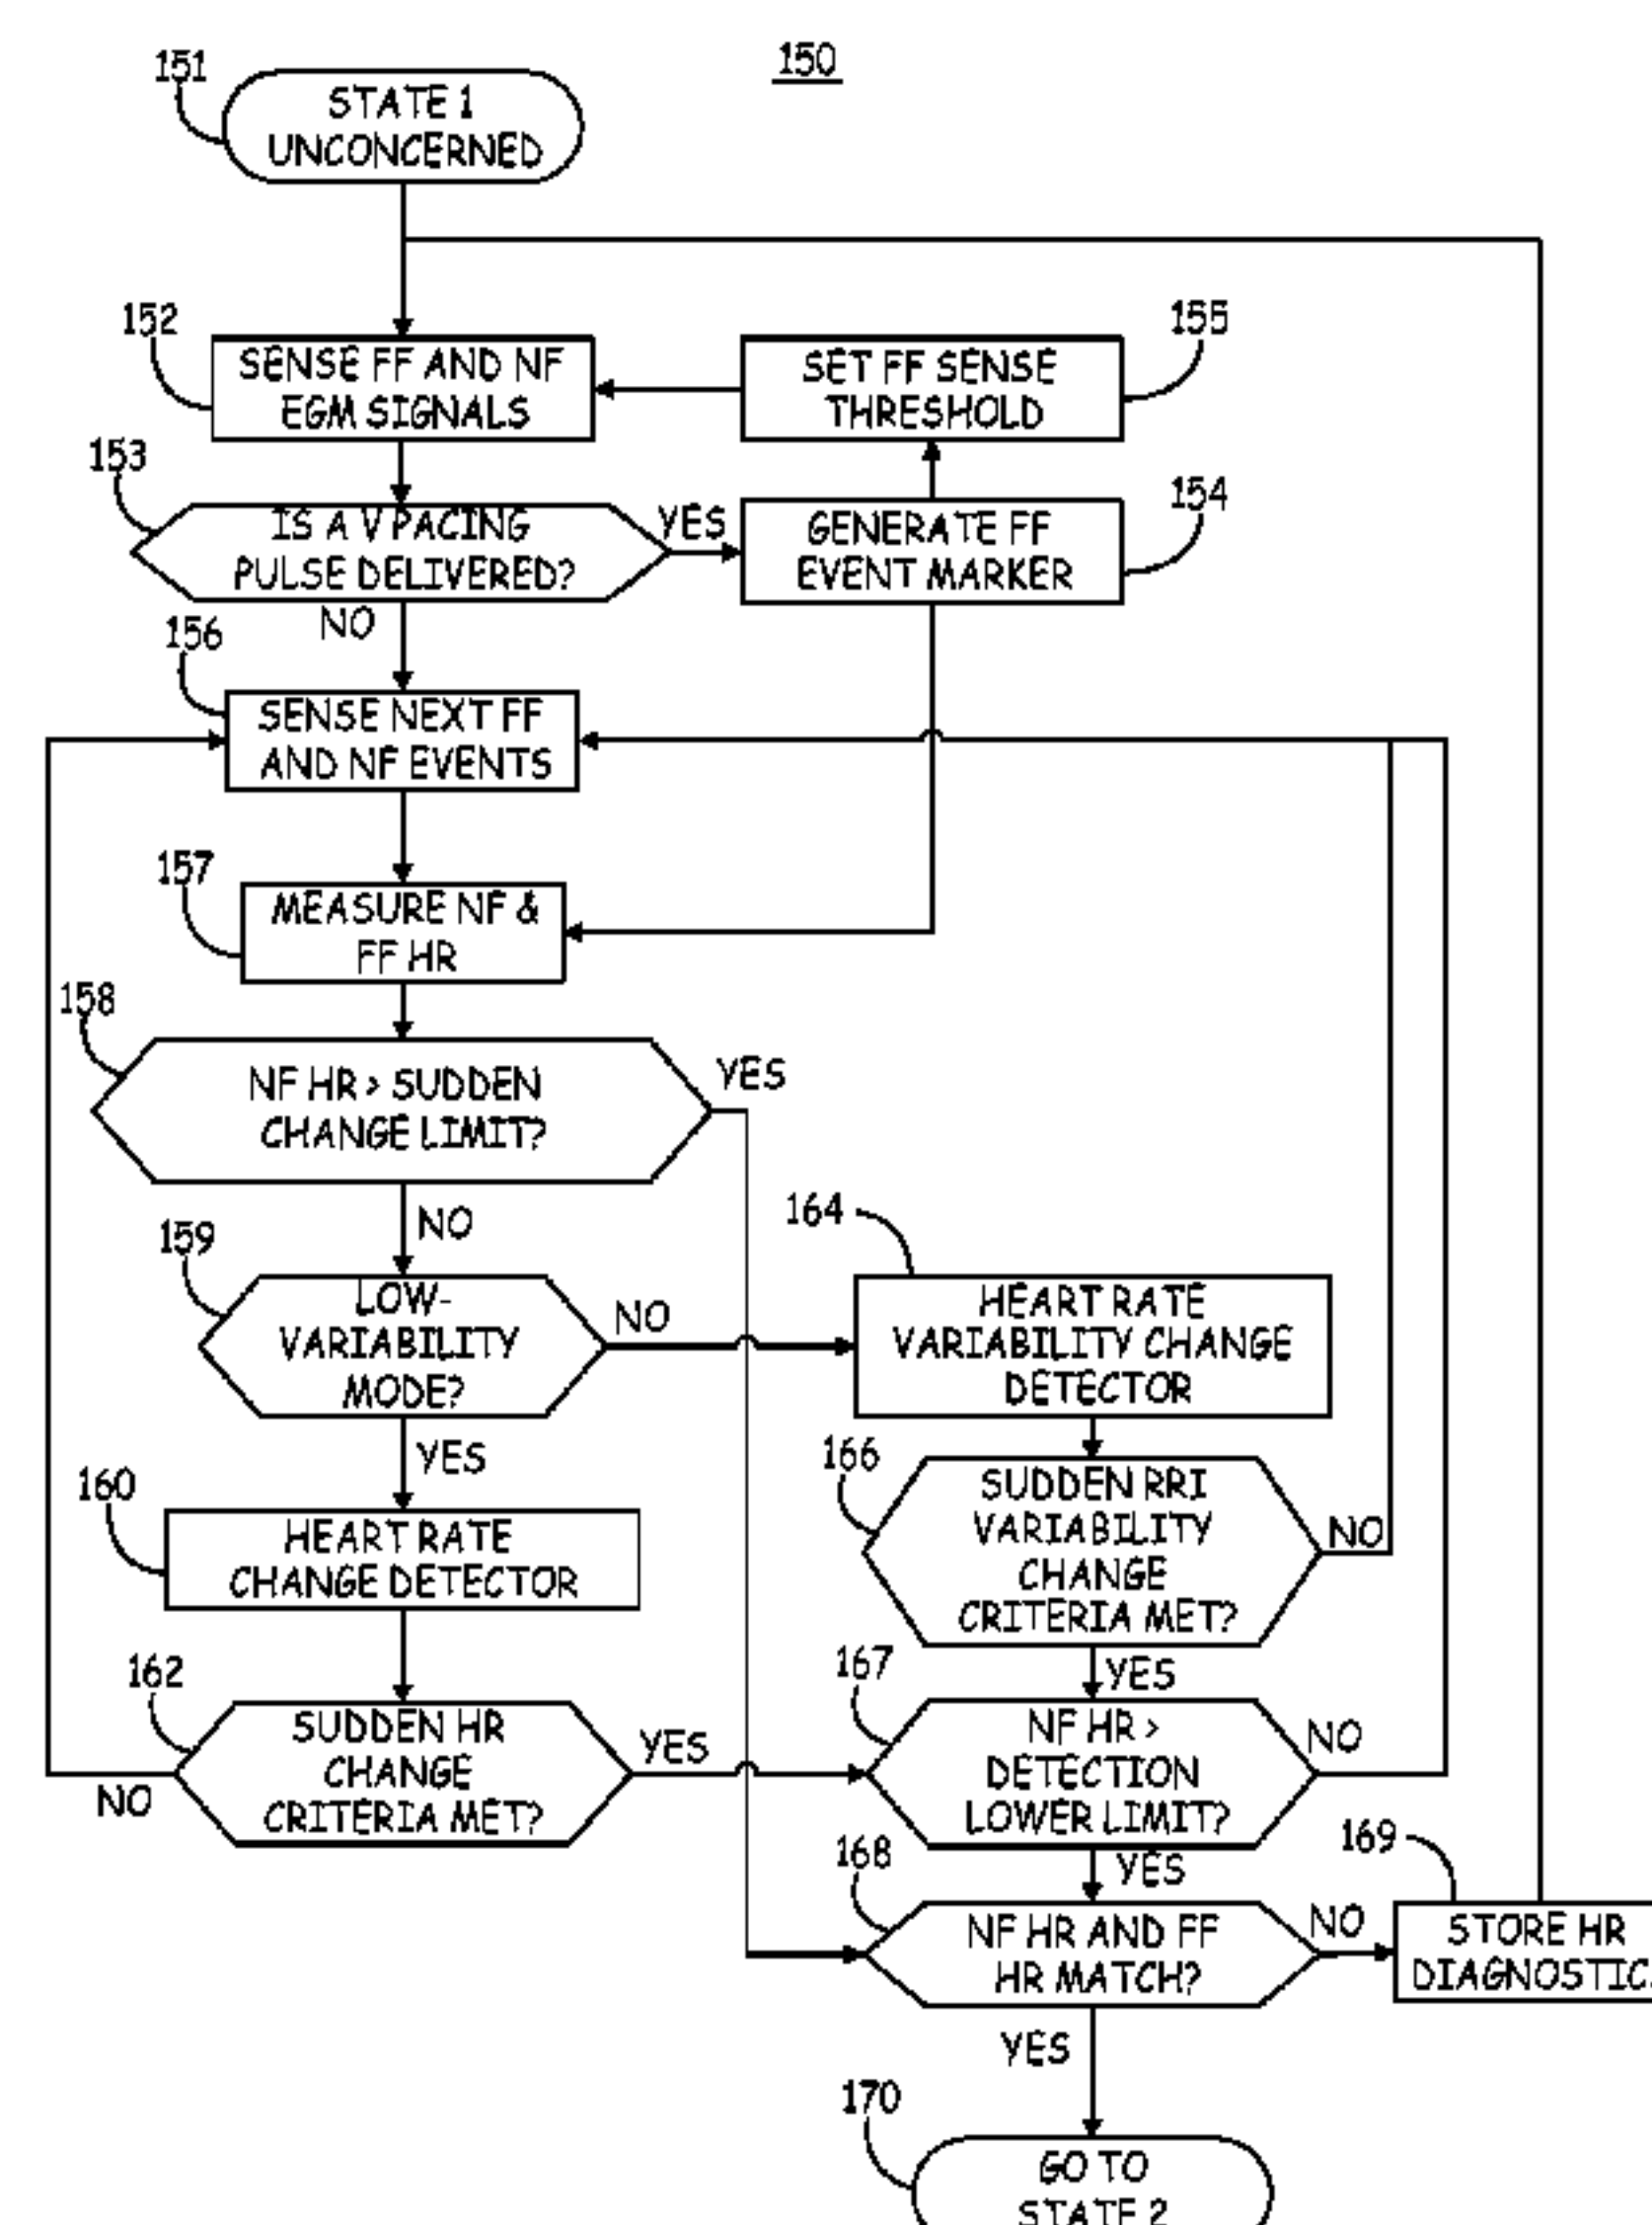 150
151
STATE 1
UNCONCERNED
152
SENSE FF AND NF
EGM SIGNALS
155
SET FF SENSE
THRESHOLD
153
IS A V PACING
PULSE DELIVERED?
YES
NO
154
GENERATE FF
EVENT MARKER
156
SENSE NEXT FF
AND NF EVENTS
157
MEASURE NF &
FF HR
158
NF HR > SUDDEN
CHANGE LIMIT?
YES
NO
159
LOW-
VARIABILITY
MODE?
NO
YES
164
HEART RATE
VARIABILITY CHANGE
DETECTOR
160
HEART RATE
CHANGE DETECTOR
166
SUDDEN RRI
VARIABILITY
CHANGE
CRITERIA MET?
NO
YES
162
SUDDEN HR
CHANGE
CRITERIA MET?
YES
NO
167
NF HR >
DETECTION
LOWER LIMIT?
NO
YES
168
NF HR AND FF
HR MATCH?
NO
YES
169
STORE HR
DIAGNOSTIC
170
GO TO
STATE 2